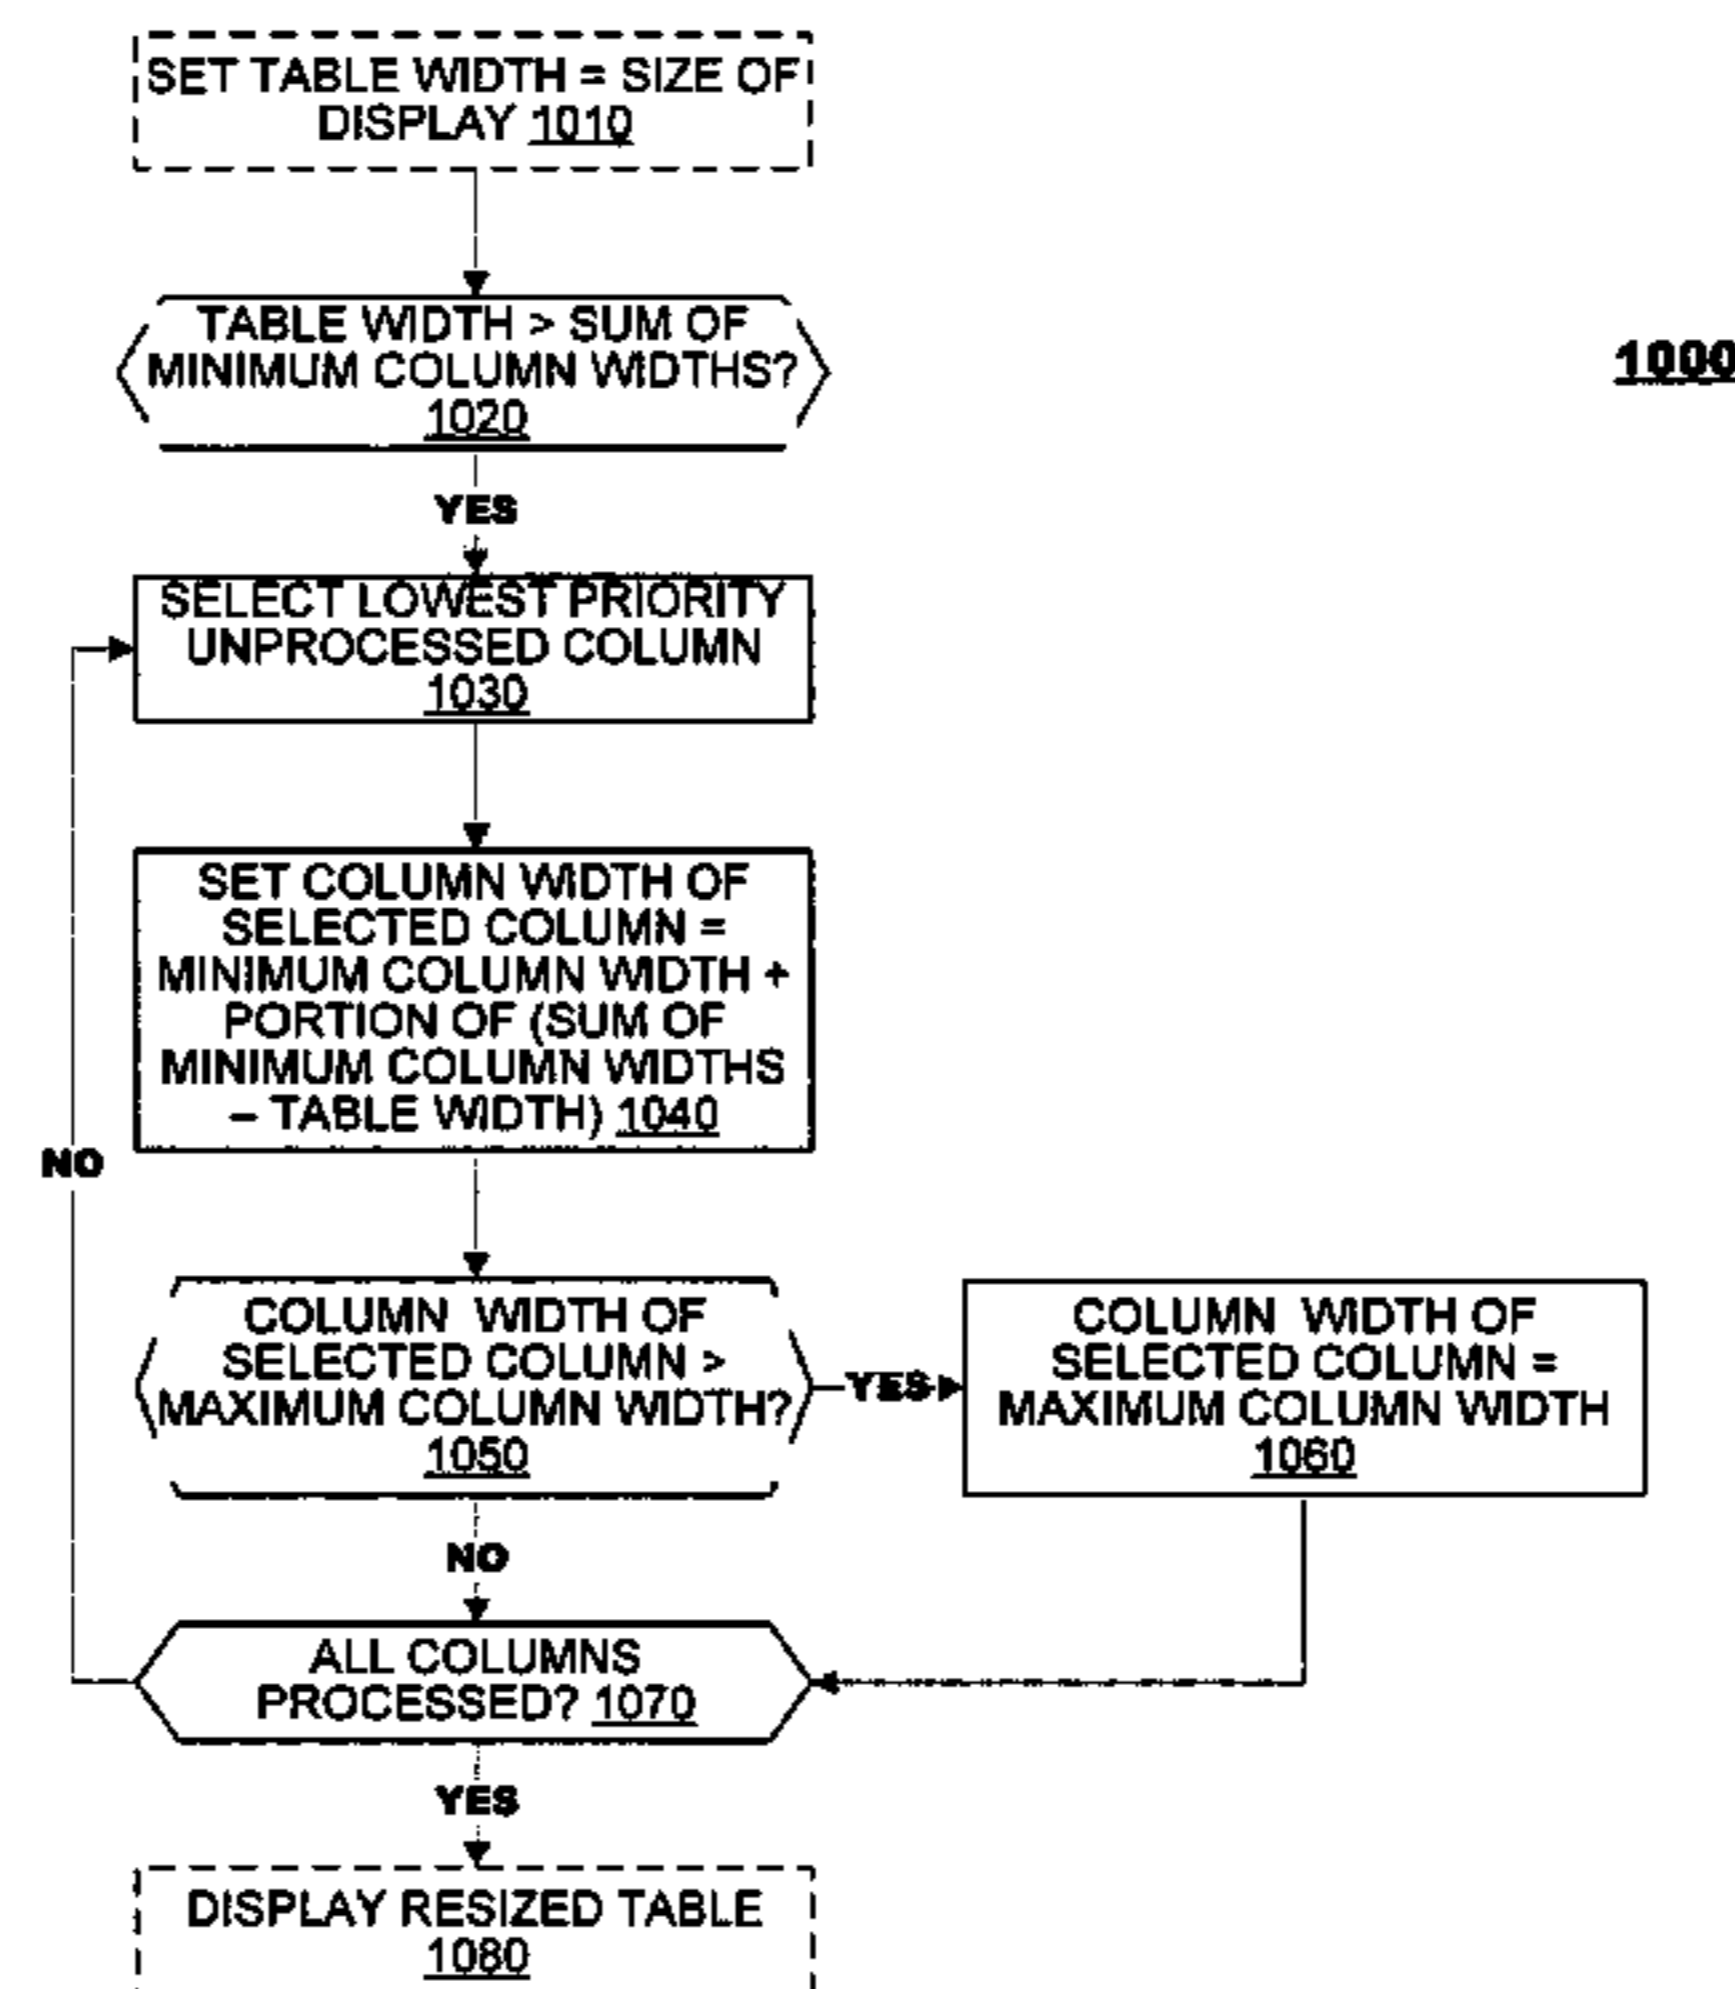 SET TABLE WIDTH = SIZE OF
DISPLAY 1010
TABLE WIDTH > SUM OF
MINIMUM COLUMN WIDTHS?
1020
1000
YES
SELECT LOWEST PRIORITY
UNPROCESSED COLUMN
1030
SET COLUMN WIDTH OF
SELECTED COLUMN =
MINIMUM COLUMN WIDTH +
PORTION OF (SUM OF
MINIMUM COLUMN WIDTHS
– TABLE WIDTH) 1040
NO
COLUMN WIDTH OF
SELECTED COLUMN >
MAXIMUM COLUMN WIDTH?
1050
YES
COLUMN WIDTH OF
SELECTED COLUMN =
MAXIMUM COLUMN WIDTH
1060
NO
ALL COLUMNS
PROCESSED? 1070
YES
DISPLAY RESIZED TABLE
1080